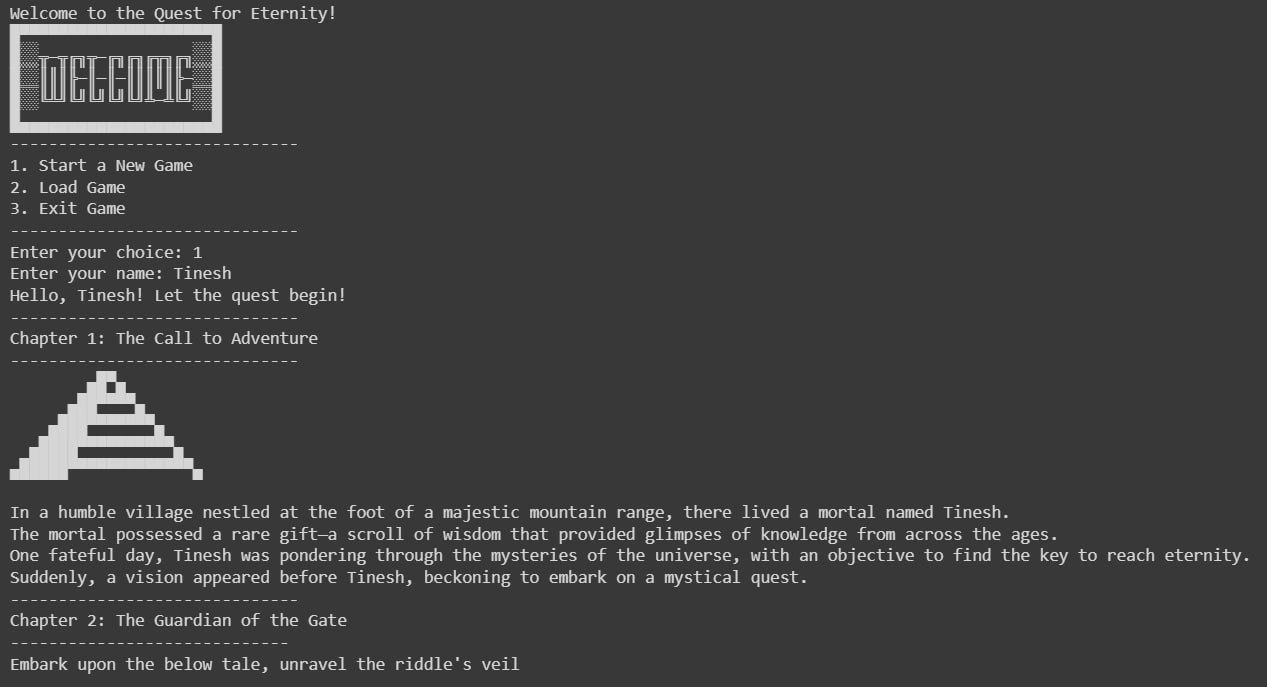 Welcome to the Quest for Eternity!
WELCOME
------------------------------
1. Start a New Game
2. Load Game
3. Exit Game
------------------------------
Enter your choice: 1
Enter your name: Tinesh
Hello, Tinesh! Let the quest begin!
------------------------------
Chapter 1: The Call to Adventure
------------------------------
In a humble village nestled at the foot of a majestic mountain range, there lived a mortal named Tinesh.
The mortal possessed a rare gift—a scroll of wisdom that provided glimpses of knowledge from across the ages.
One fateful day, Tinesh was pondering through the mysteries of the universe, with an objective to find the key to reach eternity.
Suddenly, a vision appeared before Tinesh, beckoning to embark on a mystical quest.
------------------------------
Chapter 2: The Guardian of the Gate
-----------------------------
Embark upon the below tale, unravel the riddle's veil